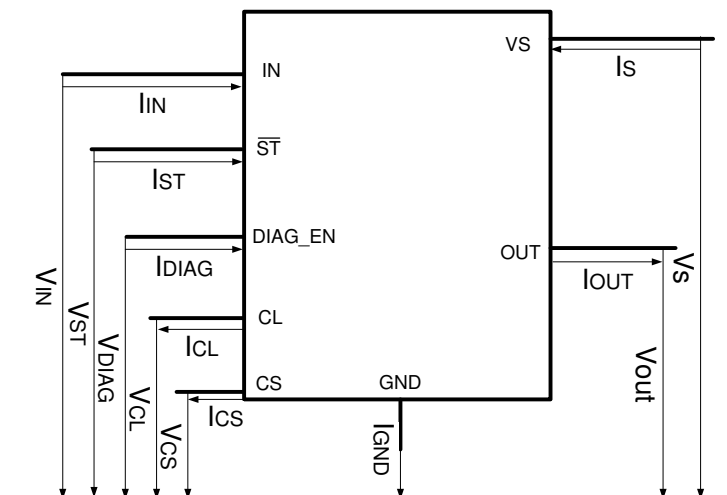 VS
IS
IN
IIN
ST
IST
DIAG_EN
IDIAG
OUT
IOUT
CL
ICL
CS
ICS
GND
IGND
VIN
VST
VDIAG
VCL
VCS
Vout
VS